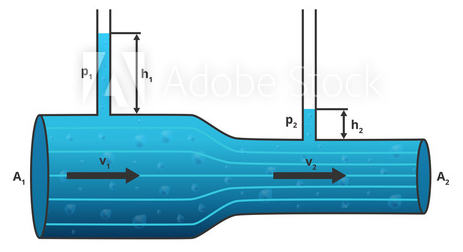 p₁
h₁
p₂
h₂
v₁
v₂
A₁
A₂
Adobe Stock